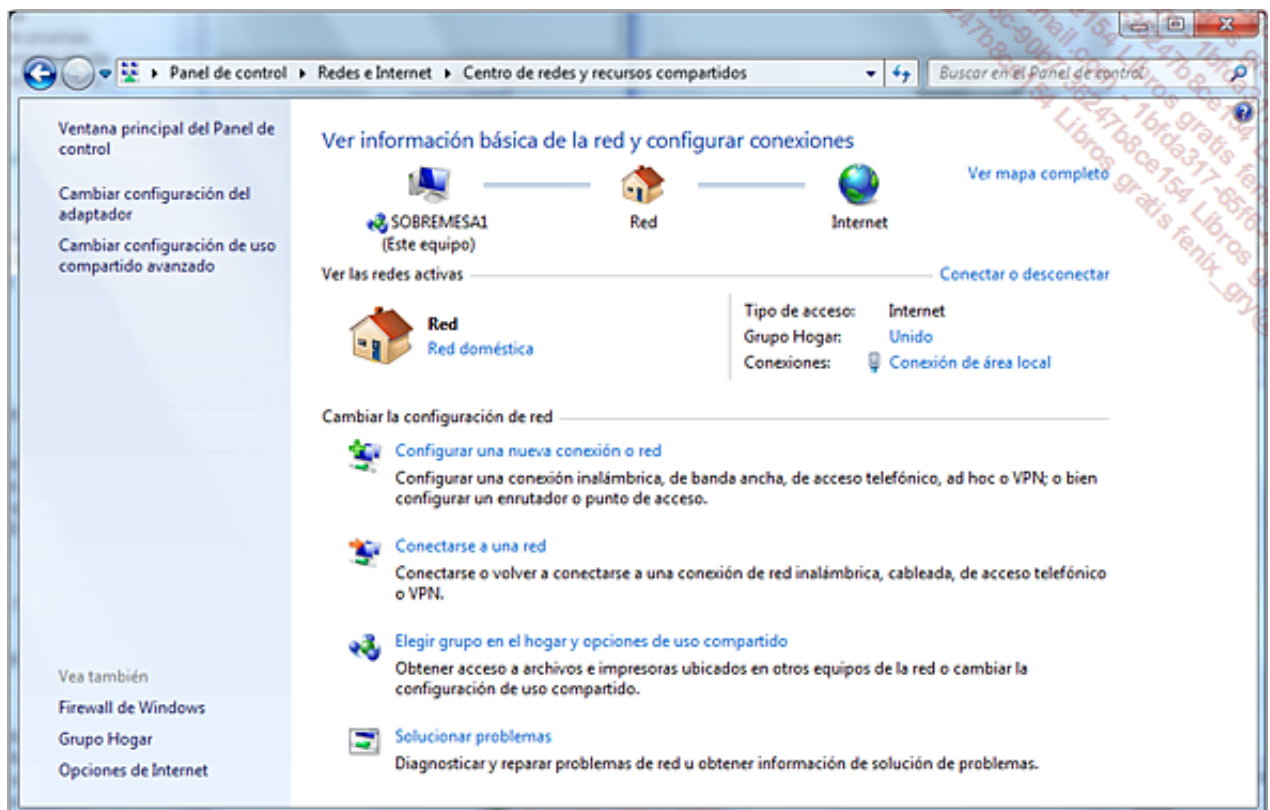 Panel de control ▸ Redes e Internet ▸ Centro de redes y recursos compartidos
Buscar en el Panel de control
Ventana principal del Panel de
control
Cambiar configuración del
adaptador
Cambiar configuración de uso
compartido avanzado
Vea también
Firewall de Windows
Grupo Hogar
Opciones de Internet
Ver información básica de la red y configurar conexiones
Ver mapa completo
SOBREMESA1
(Este equipo)
Red
Internet
Ver las redes activas
Conectar o desconectar
Red
Red doméstica
Tipo de acceso: Internet
Grupo Hogar: Unido
Conexiones: Conexión de área local
Cambiar la configuración de red
Configurar una nueva conexión o red
Configurar una conexión inalámbrica, de banda ancha, de acceso telefónico, ad hoc o VPN; o bien
configurar un enrutador o punto de acceso.
Conectarse a una red
Conectarse o volver a conectarse a una conexión de red inalámbrica, cableada, de acceso telefónico
o VPN.
Elegir grupo en el hogar y opciones de uso compartido
Obtener acceso a archivos e impresoras ubicados en otros equipos de la red o cambiar la
configuración de uso compartido.
Solucionar problemas
Diagnosticar y reparar problemas de red u obtener información de solución de problemas.
Libros gratis